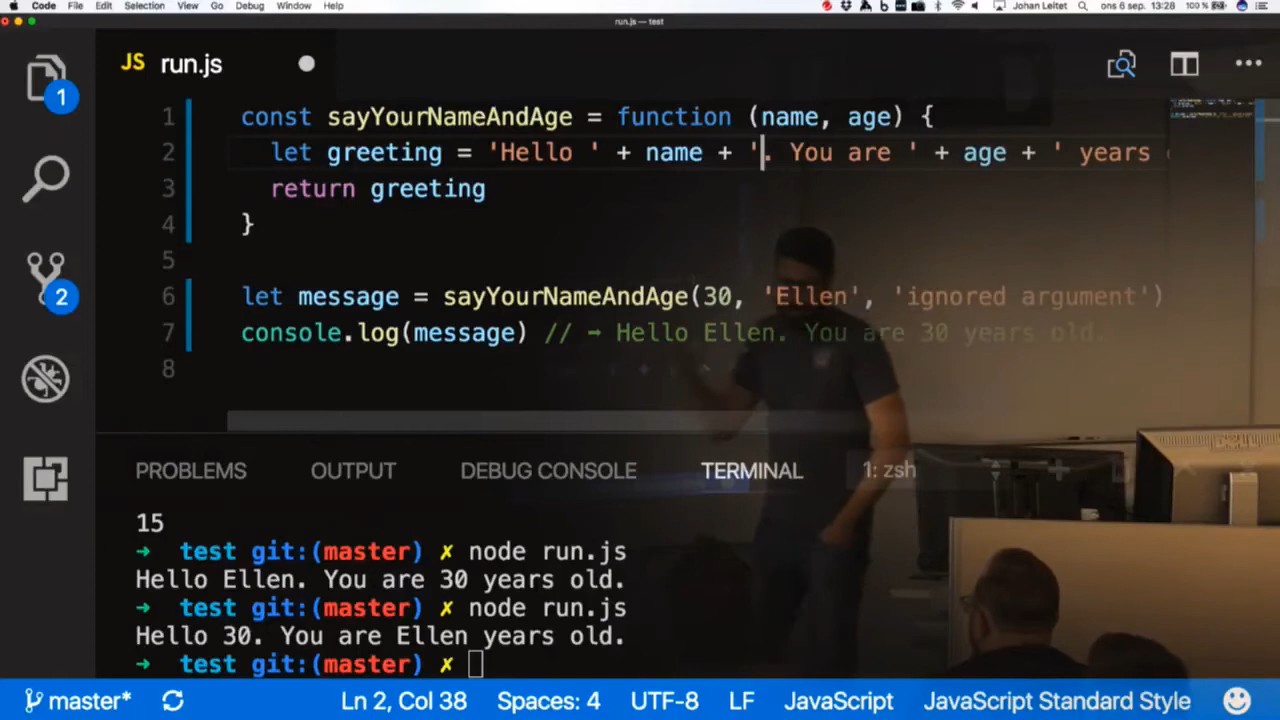 Code File Edit Selection View Go Debug Window Help Johan Leitet ons 6 sep. 13:28 100 %
run.js — test
JS run.js
1
1 const sayYourNameAndAge = function (name, age) {
2 let greeting = 'Hello ' + name + '. You are ' + age + ' years
3 return greeting
4 }
5
6 let message = sayYourNameAndAge(30, 'Ellen', 'ignored argument')
7 console.log(message) // → Hello Ellen. You are 30 years old.
8
2
PROBLEMS OUTPUT DEBUG CONSOLE TERMINAL 1: zsh
15
→ test git:(master) ✗ node run.js
Hello Ellen. You are 30 years old.
→ test git:(master) ✗ node run.js
Hello 30. You are Ellen years old.
→ test git:(master) ✗
DELL
master* Ln 2, Col 38 Spaces: 4 UTF-8 LF JavaScript JavaScript Standard Style